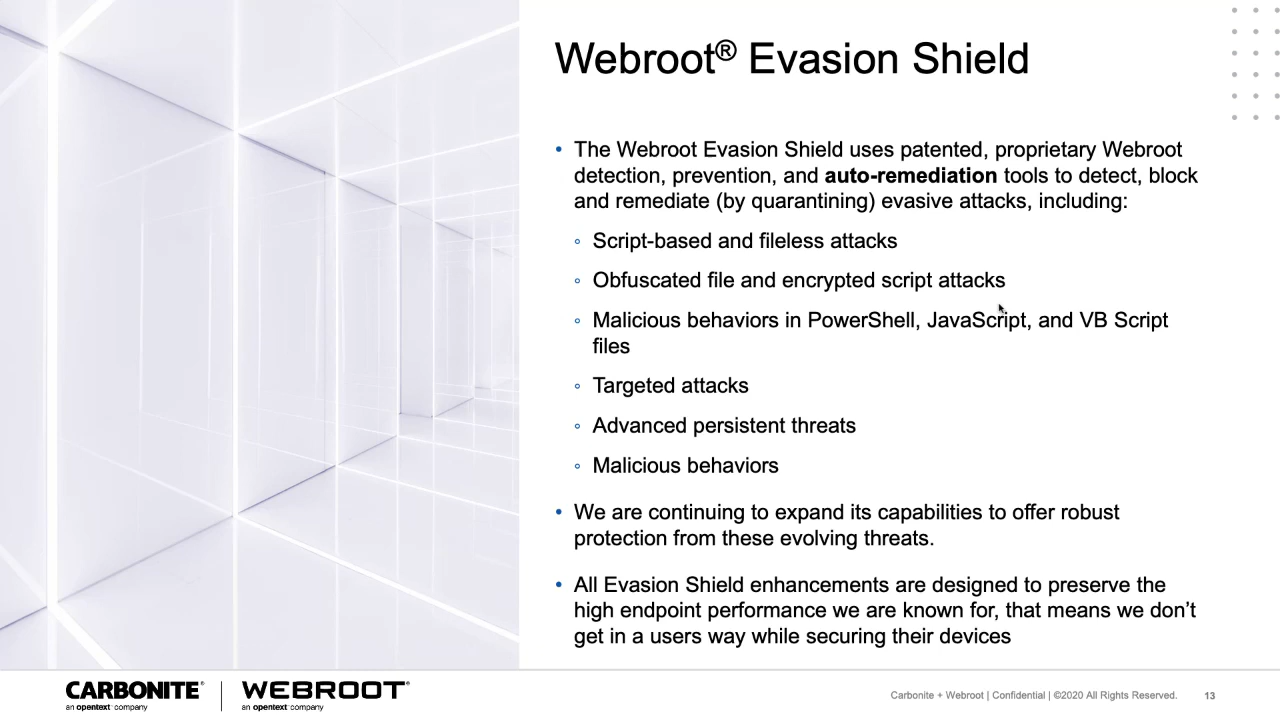 Webroot® Evasion Shield
• The Webroot Evasion Shield uses patented, proprietary Webroot
detection, prevention, and auto-remediation tools to detect, block
and remediate (by quarantining) evasive attacks, including:
◦ Script-based and fileless attacks
◦ Obfuscated file and encrypted script attacks
◦ Malicious behaviors in PowerShell, JavaScript, and VB Script
files
◦ Targeted attacks
◦ Advanced persistent threats
◦ Malicious behaviors
• We are continuing to expand its capabilities to offer robust
protection from these evolving threats.
• All Evasion Shield enhancements are designed to preserve the
high endpoint performance we are known for, that means we don’t
get in a users way while securing their devices
CARBONITE®
an opentext™ company
WEBROOT®
an opentext™ company
Carbonite + Webroot | Confidential | ©2020 All Rights Reserved. 13